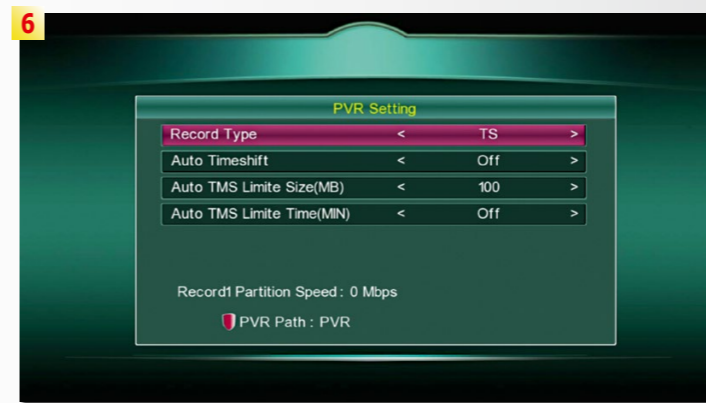 6
PVR Setting
Record Type < TS >
Auto Timeshift < Off >
Auto TMS Limite Size(MB) < 100 >
Auto TMS Limite Time(MIN) < Off >
Record1 Partition Speed : 0 Mbps
PVR Path : PVR